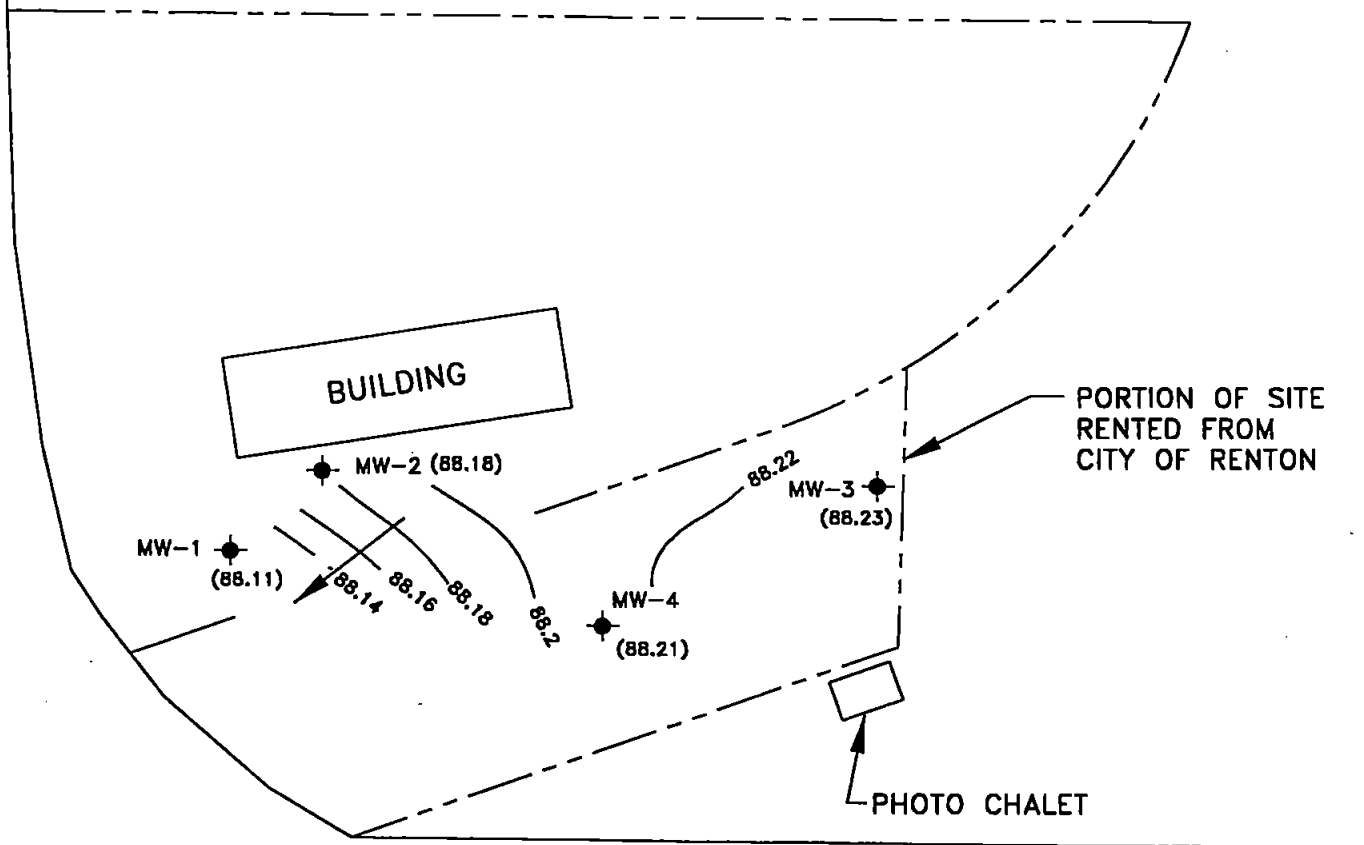 BUILDING
PORTION OF SITE
RENTED FROM
CITY OF RENTON
MW-2 (88.18)
88.22
MW-3
(88.23)
MW-1
(88.11)
88.14
88.16
88.18
88.2
MW-4
(88.21)
PHOTO CHALET